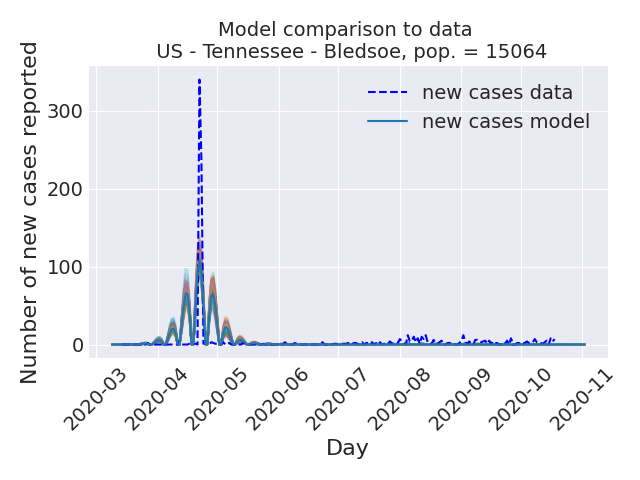 Model comparison to data
US - Tennessee - Bledsoe, pop. = 15064
Number of new cases reported
300
200
100
0
new cases data
new cases model
2020-03
2020-04
2020-05
2020-06
2020-07
2020-08
2020-09
2020-10
2020-11
Day